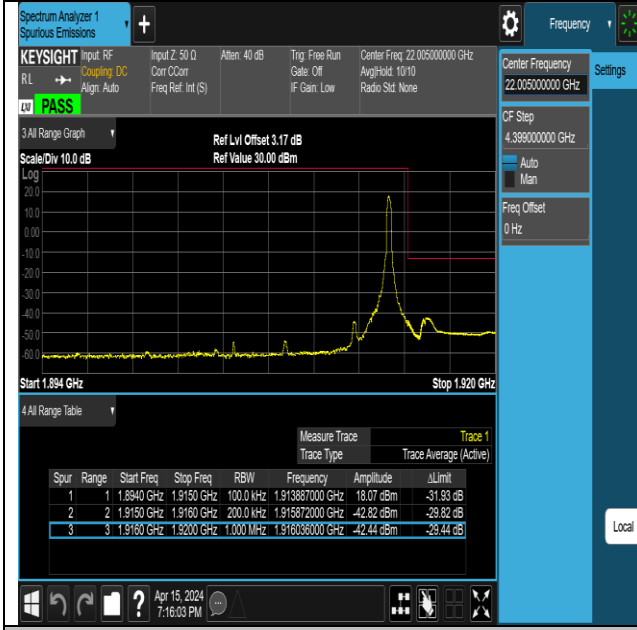 Spectrum Analyzer 1
Spurious Emissions
+
Frequency
KEYSIGHT
RL
LXI PASS
Input: RF
Coupling: DC
Align: Auto
Input Z: 50 Ω
Corr CCorr
Freq Ref: Int (S)
Atten: 40 dB
Trig: Free Run
Gate: Off
IF Gain: Low
Center Freq: 22.005000000 GHz
Avg|Hold: 10/10
Radio Std: None
Center Frequency
22.005000000 GHz
Settings
CF Step
4.399000000 GHz
Auto
Man
Freq Offset
0 Hz
Local
3 All Range Graph
Scale/Div 10.0 dB
Ref Lvl Offset 3.17 dB
Ref Value 30.00 dBm
Log
20.0
10.0
0.00
-10.0
-20.0
-30.0
-40.0
-50.0
-60.0
Start 1.894 GHz
Stop 1.920 GHz
4 All Range Table
Measure Trace Trace 1
Trace Type Trace Average (Active)
Spur Range Start Freq Stop Freq RBW Frequency Amplitude ΔLimit
1 1 1.8940 GHz 1.9150 GHz 100.0 kHz 1.913887000 GHz 18.07 dBm -31.93 dB
2 2 1.9150 GHz 1.9160 GHz 200.0 kHz 1.915872000 GHz -42.82 dBm -29.82 dB
3 3 1.9160 GHz 1.9200 GHz 1.000 MHz 1.916036000 GHz -42.44 dBm -29.44 dB
?
Apr 15, 2024
7:16:03 PM